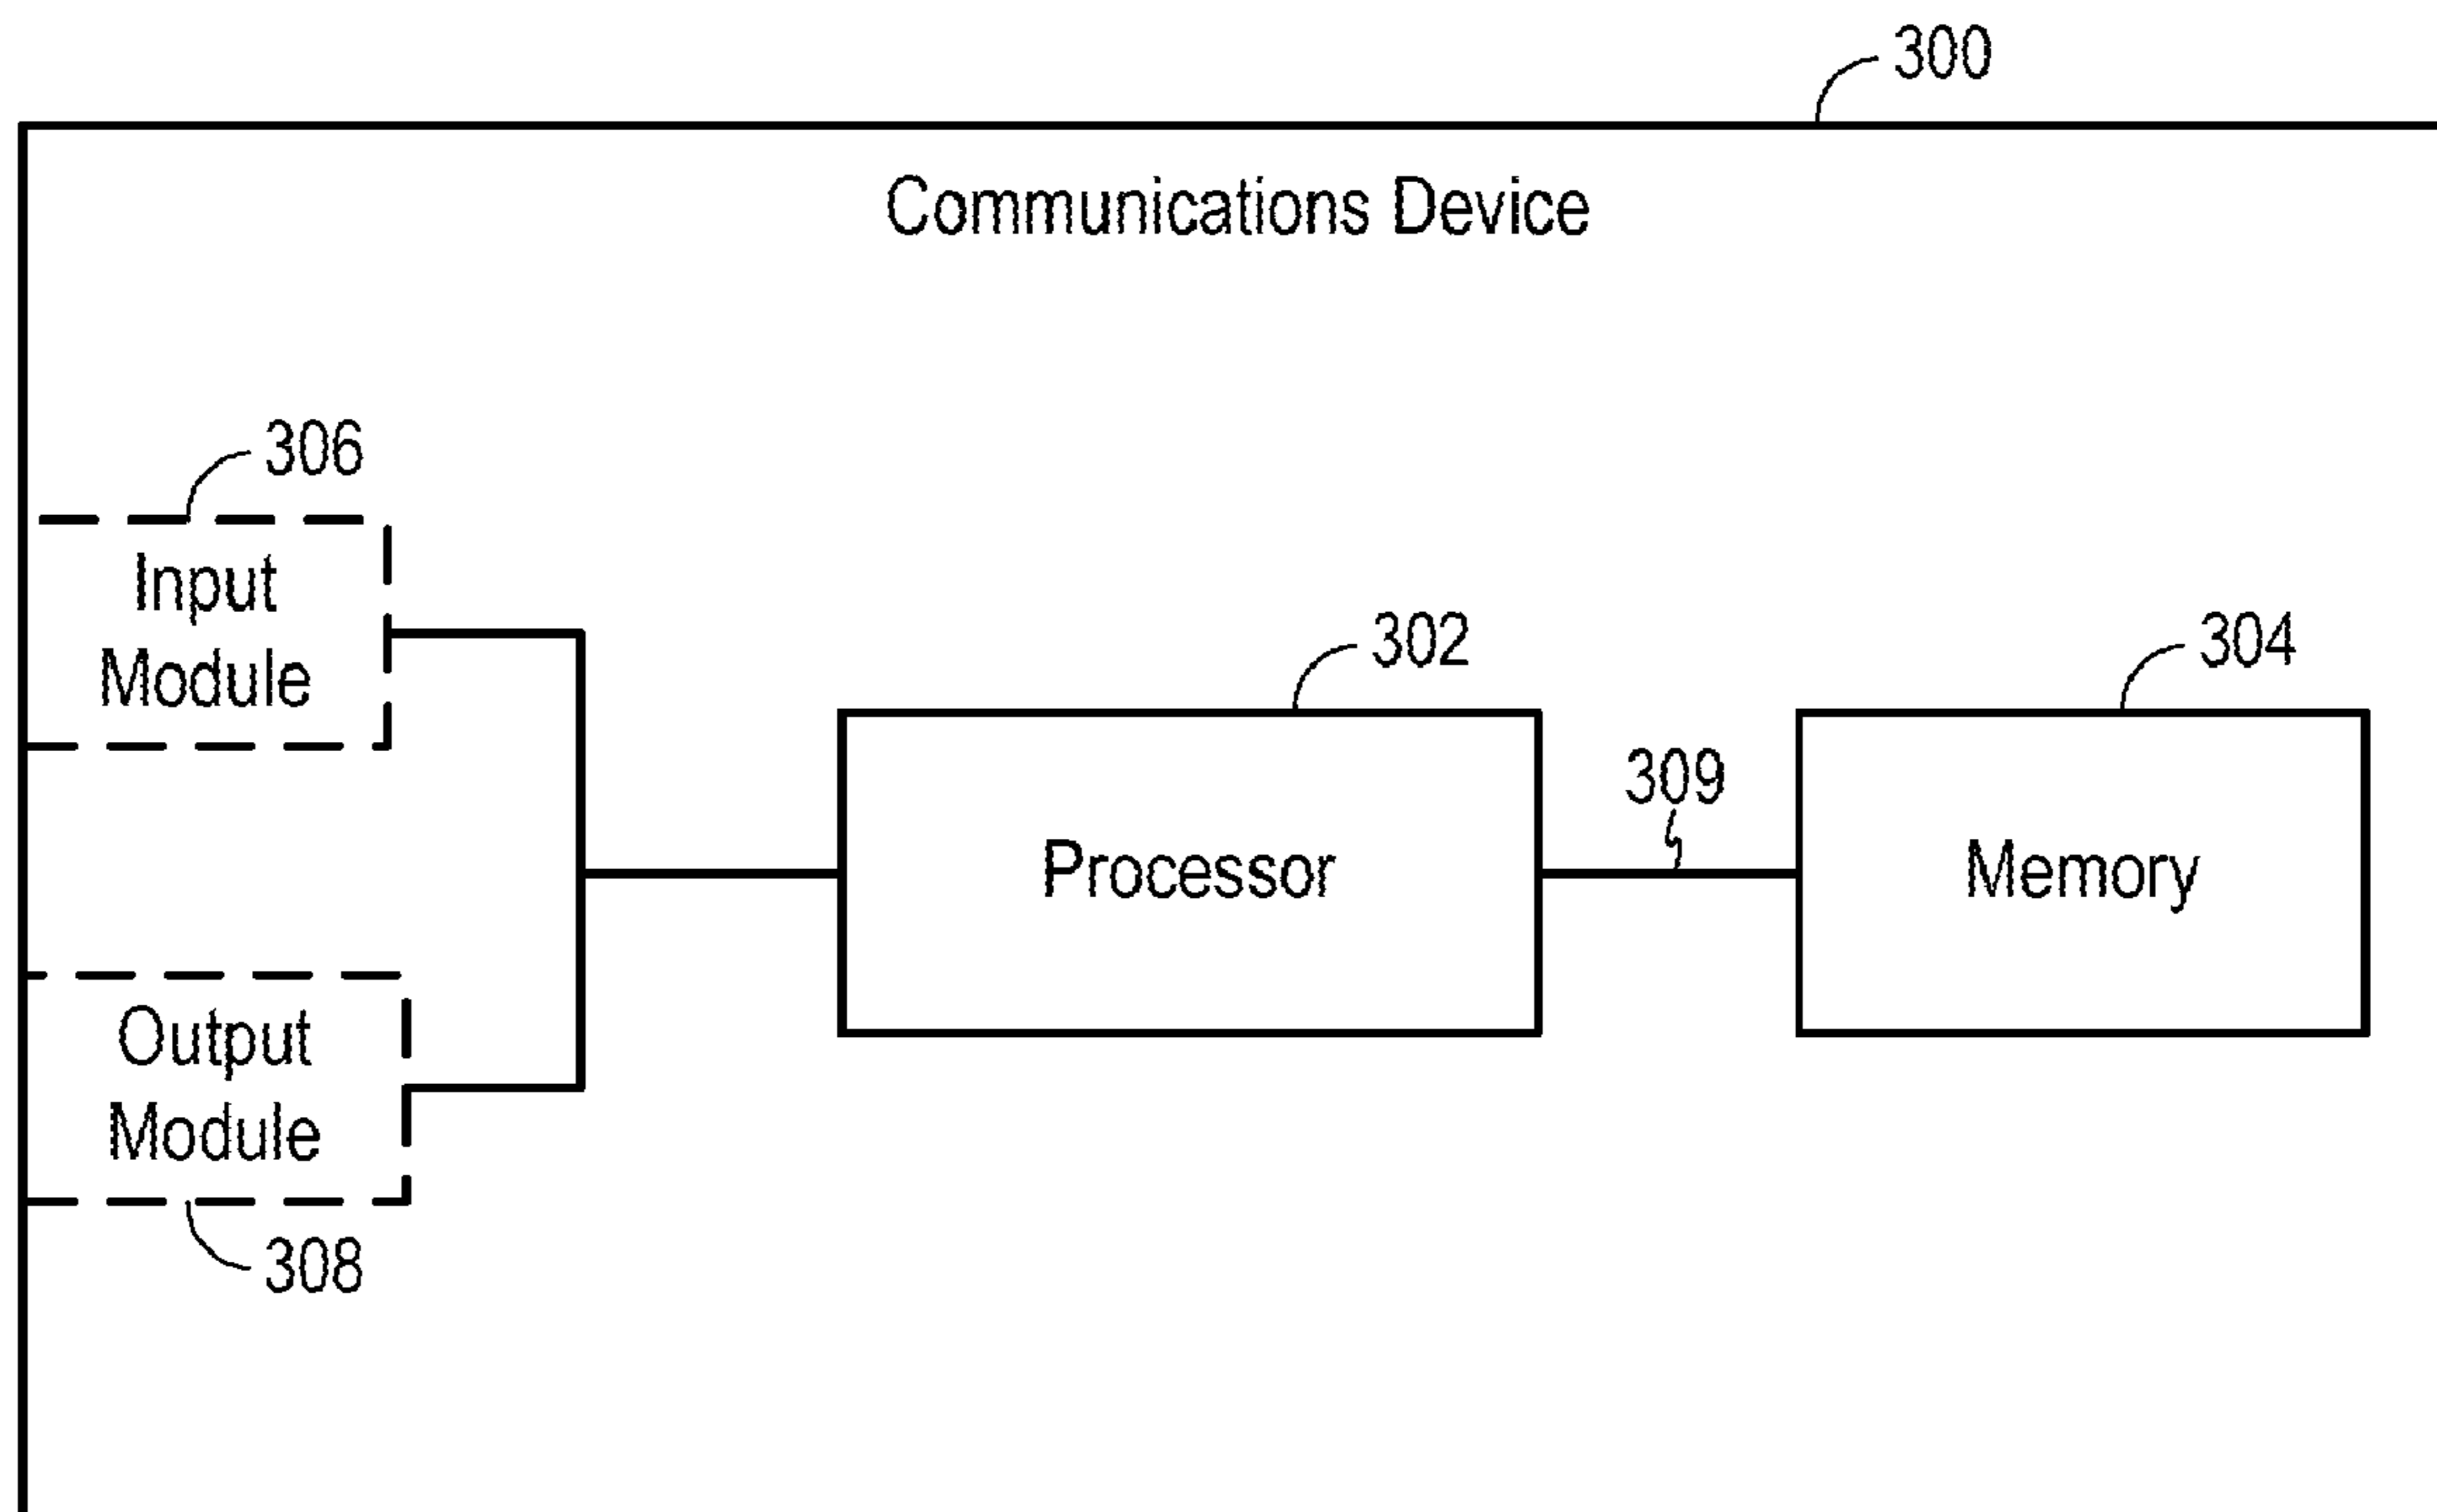 300
Communications Device
306
Input
Module
302
304
309
Processor
Memory
Output
Module
308